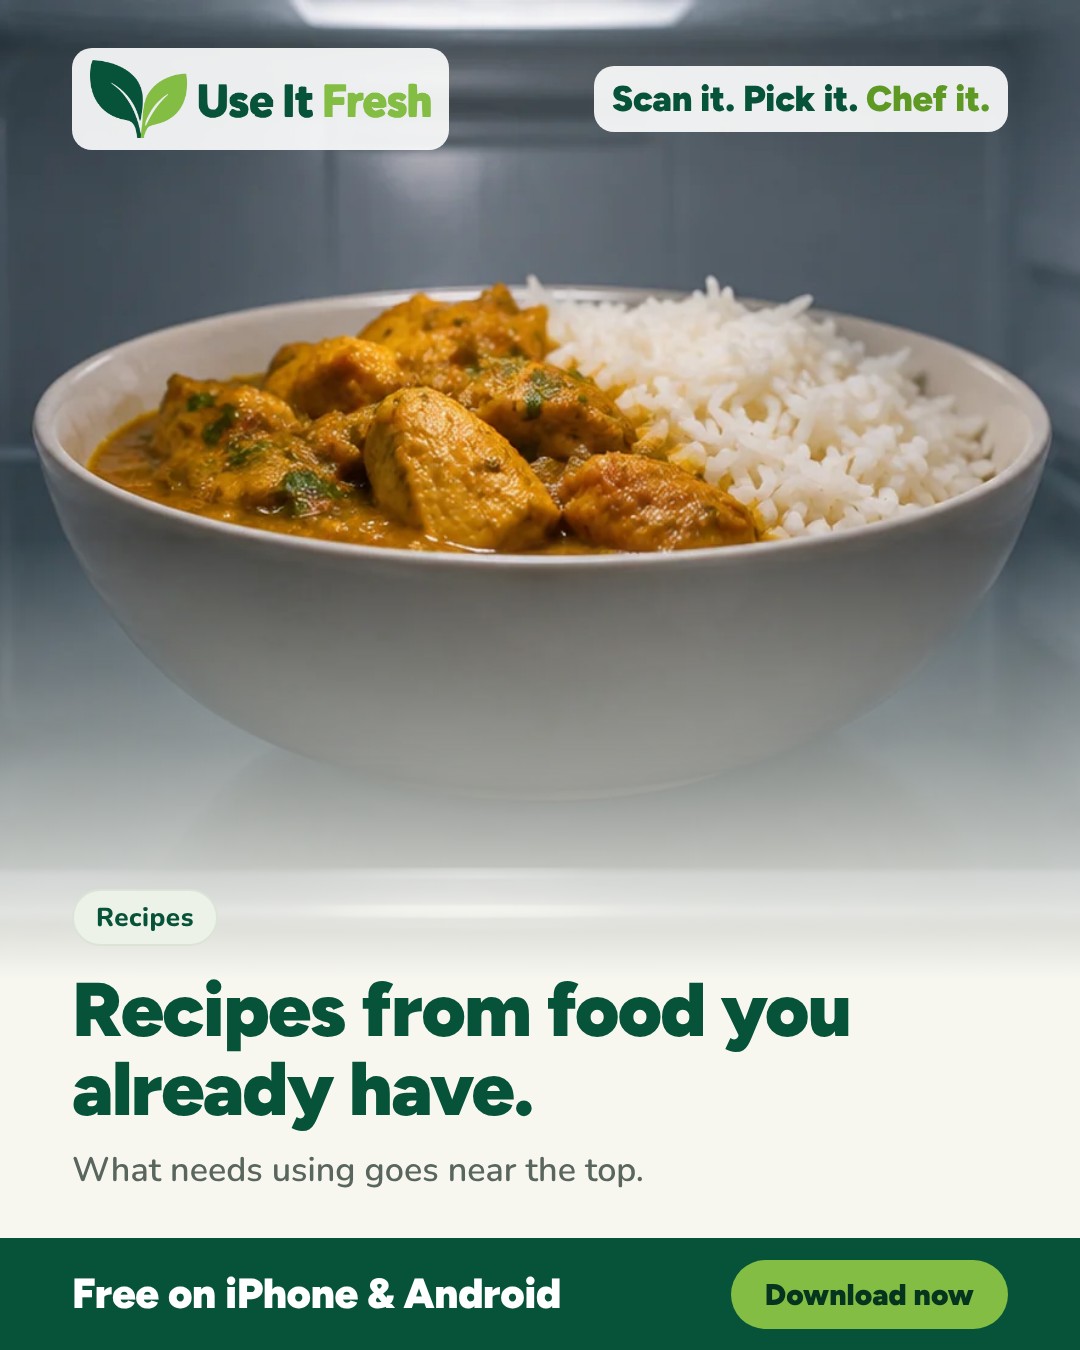 Use It Fresh
Scan it. Pick it. Chef it.
Recipes
Recipes from food you
already have.
What needs using goes near the top.
Free on iPhone & Android
Download now